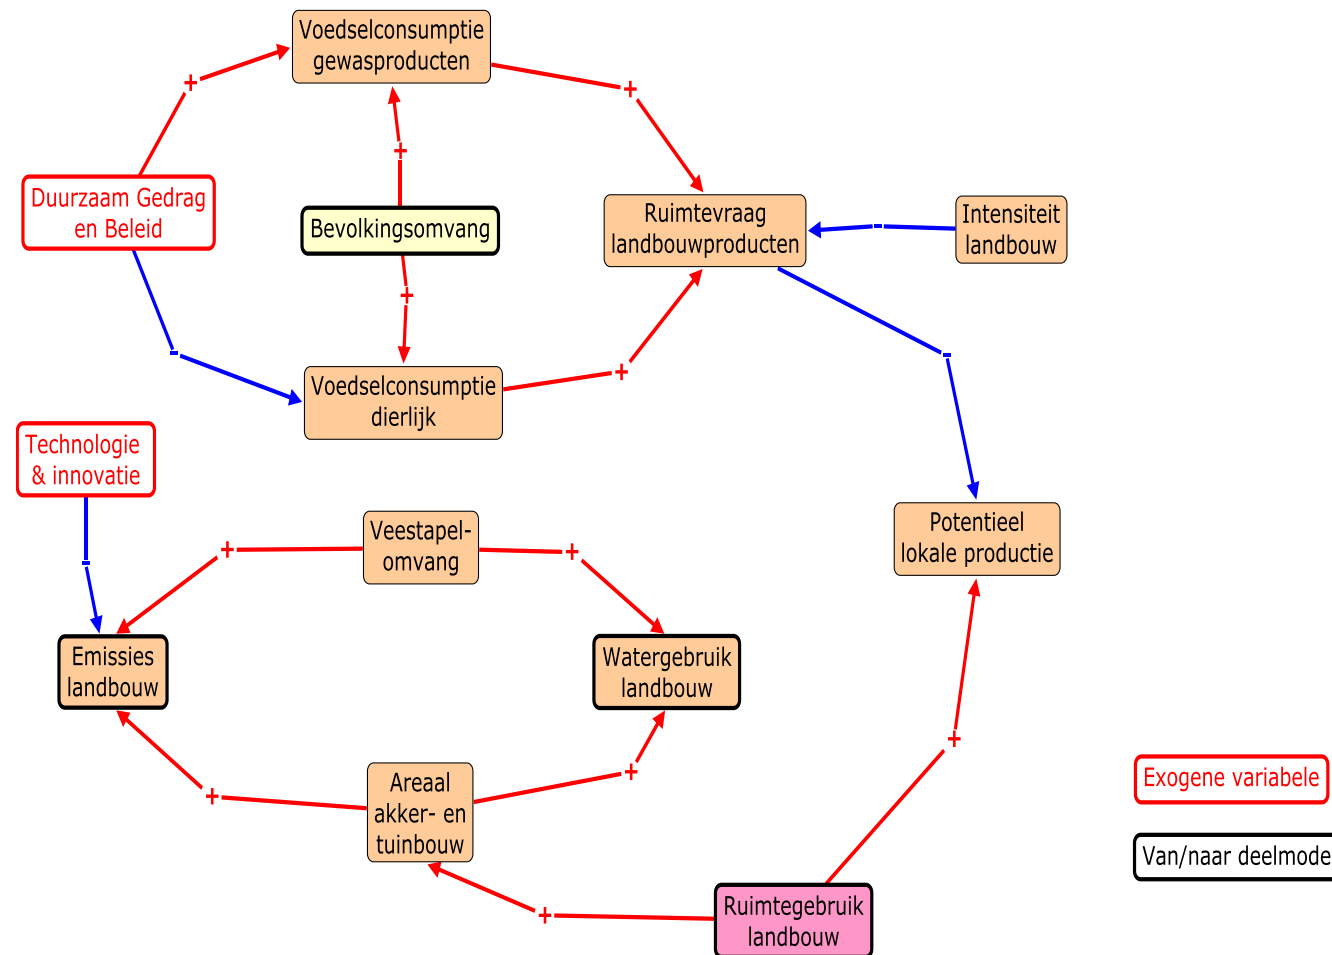 Voedselconsumptie
gewasproducten
+
+
+
Duurzaam Gedrag
en Beleid
Bevolkingsomvang
Ruimtevraag
landbouwproducten
-
Intensiteit
landbouw
+
-
-
+
Voedselconsumptie
dierlijk
Technologie
& innovatie
-
+
Veestapel-
omvang
+
Potentieel
lokale productie
Emissies
landbouw
Watergebruik
landbouw
+
+
+
Areaal
akker- en
tuinbouw
+
Ruimtegebruik
landbouw
Exogene variabele
Van/naar deelmode